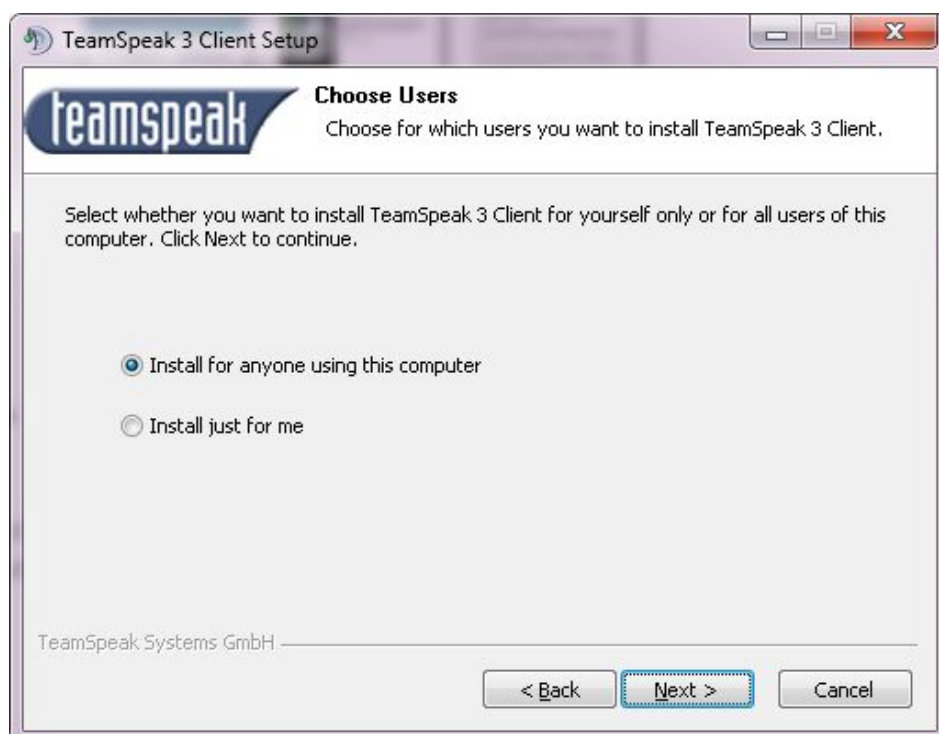 TeamSpeak 3 Client Setup
teamspeak
Choose Users
Choose for which users you want to install TeamSpeak 3 Client.
Select whether you want to install TeamSpeak 3 Client for yourself only or for all users of this
computer. Click Next to continue.
Install for anyone using this computer
Install just for me
TeamSpeak Systems GmbH
< Back Next > Cancel